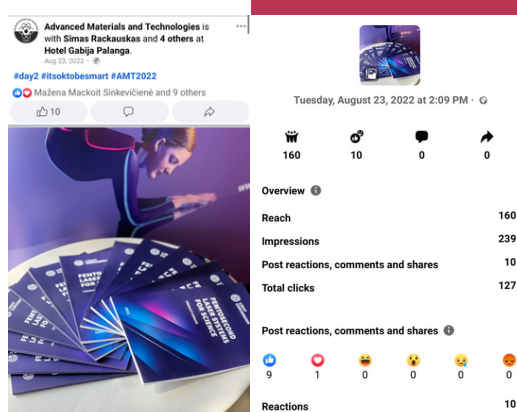 Advanced Materials and Technologies is
with Simas Rackauskas and 4 others at
Hotel Gabija Palanga.
Aug 23, 2022 ·
#day2 #itsoktobesmart #AMT2022
Mažena Mackoit Sinkevičienė and 9 others
10
FEMTOSECOND
LASER SYSTEMS
FOR SCIENCE
Tuesday, August 23, 2022 at 2:09 PM ·
160
10
0
0
Overview
Reach 160
Impressions 239
Post reactions, comments and shares 10
Total clicks 127
Post reactions, comments and shares
9
1
0
0
0
0
Reactions 10